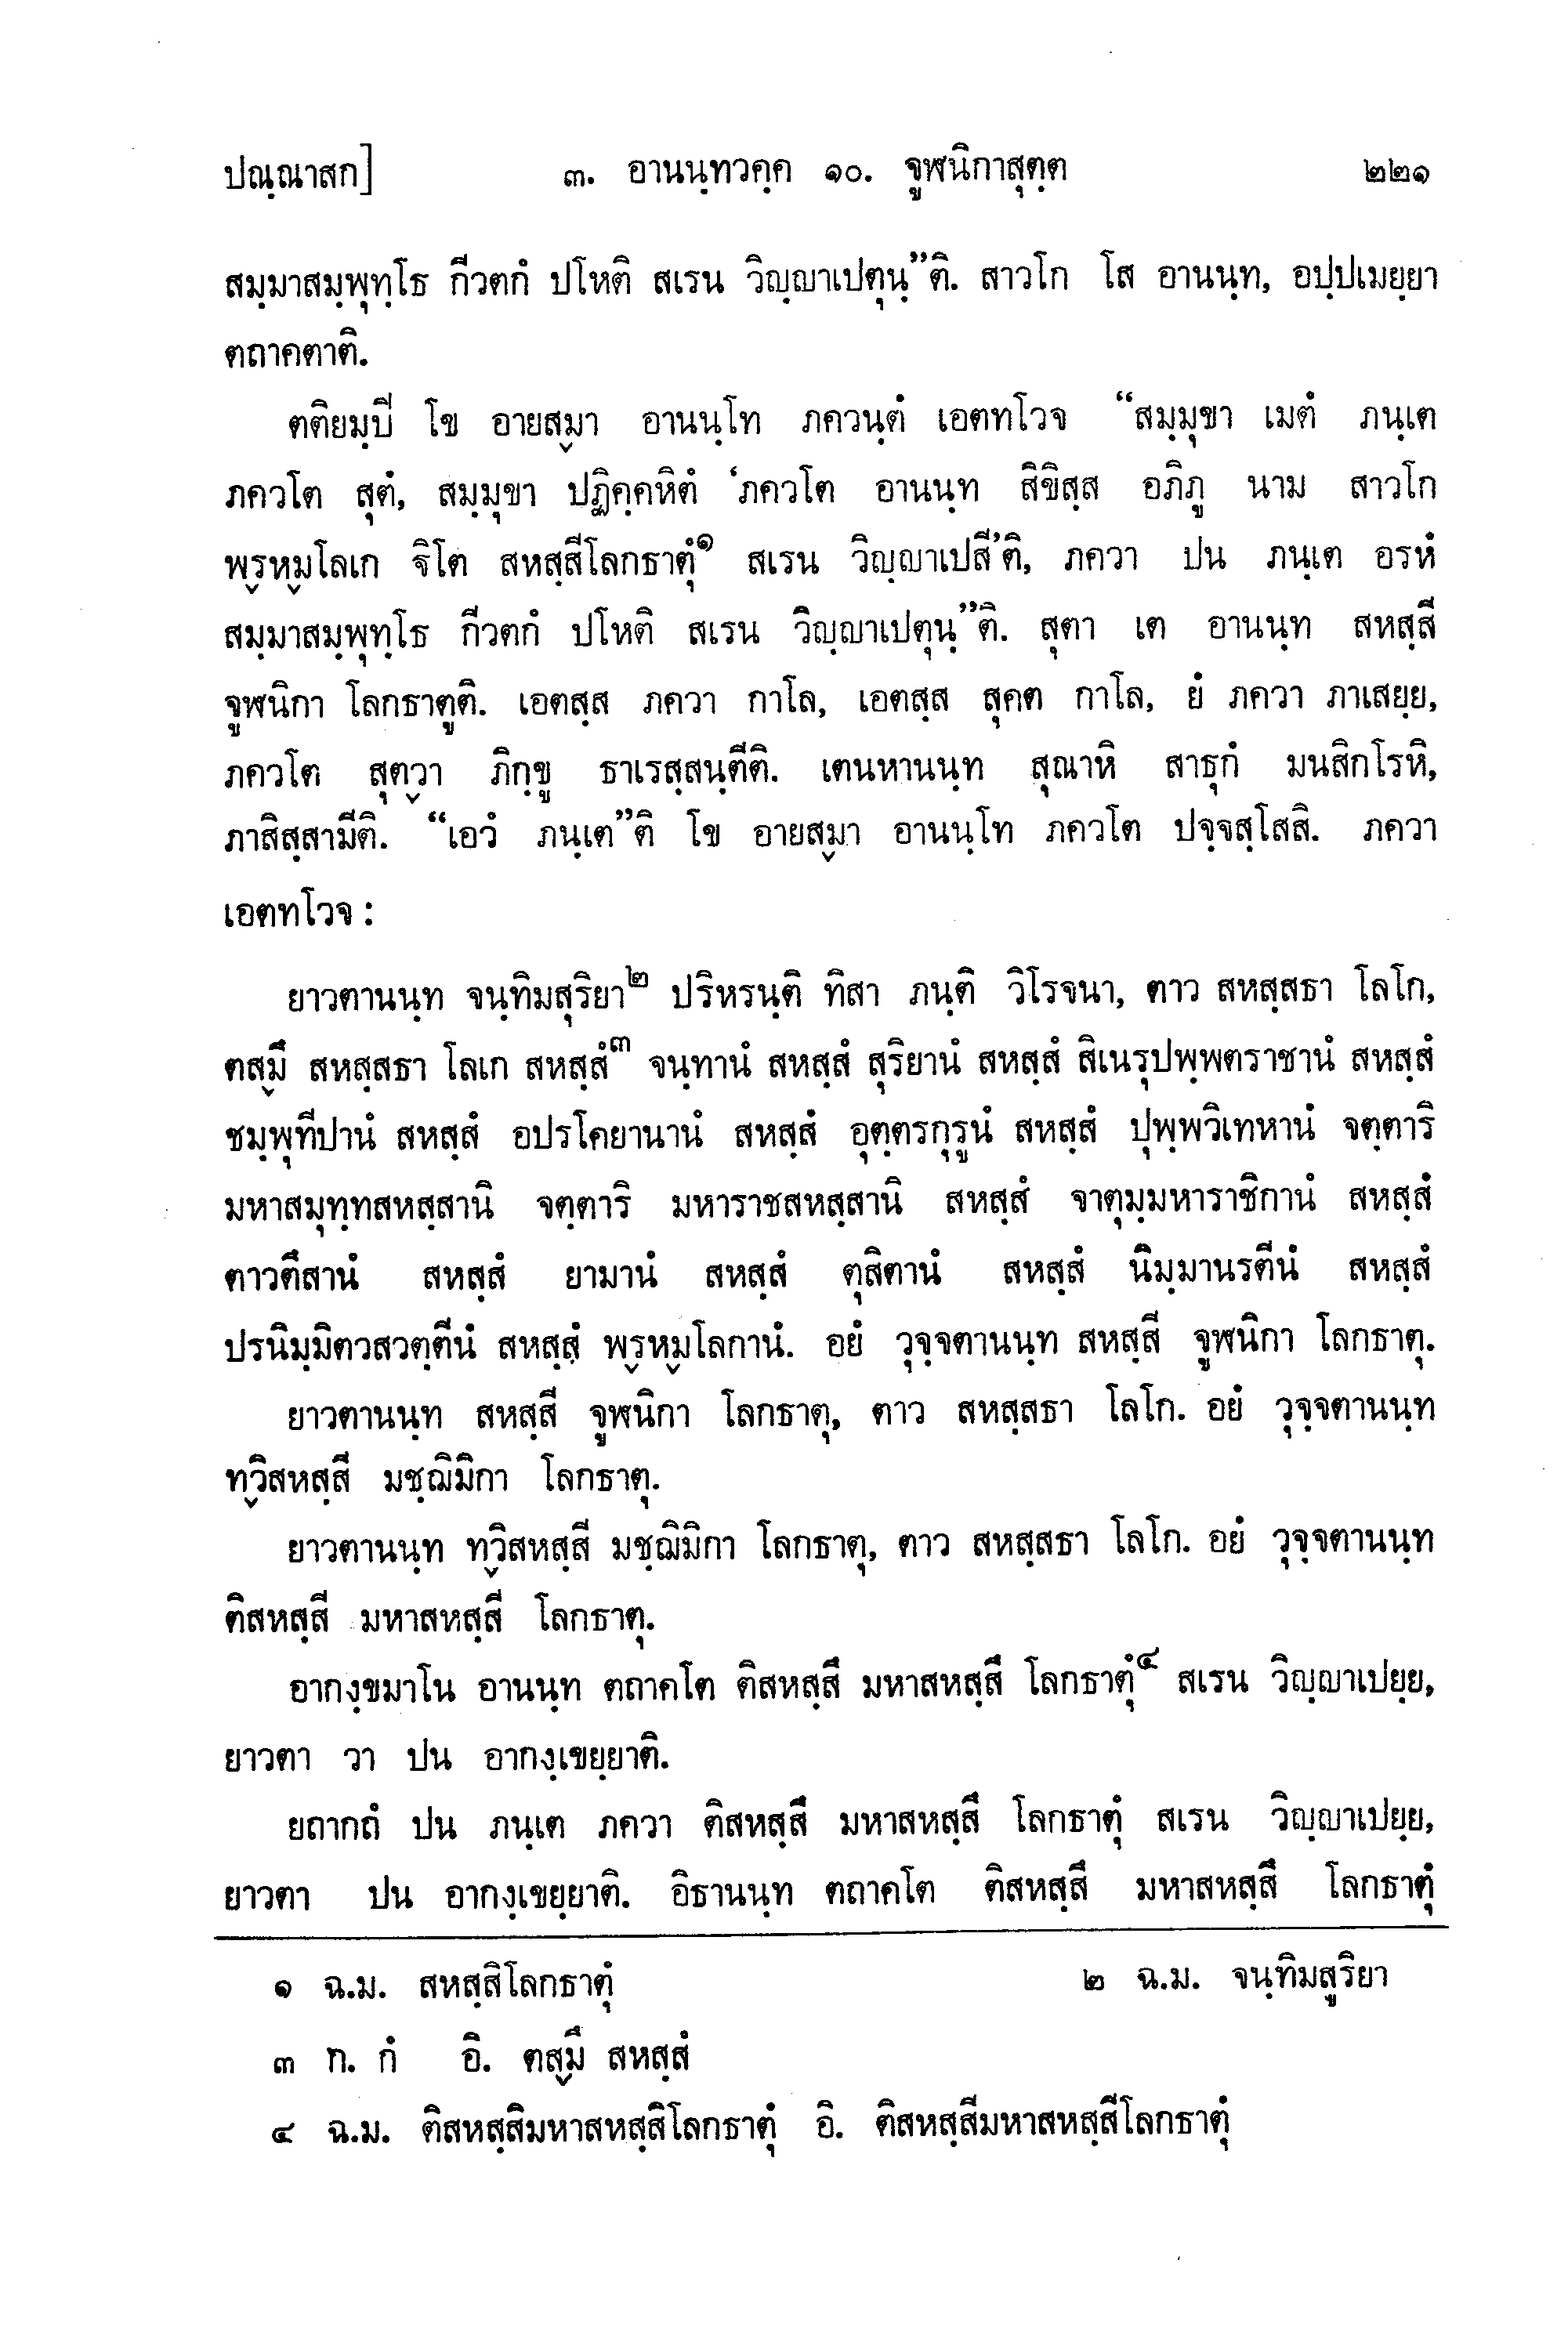 ปณฺณาสก]	๓. อานนฺทวคฺค ๑๐. จูฬนิกาสุตฺต	๒๒๑
สมฺมาสมฺพุทฺโธ กีวตกํ ปโหติ สเรน วิญฺญาเปตุนฺ”ติ. สาวโก โส อานนฺท, อปฺปเมยฺยา
ตถาคตาติ.
ตติยมฺปิ โข อายสฺมา อานนฺโท ภควนฺตํ เอตทโวจ “สมฺมุขา เมตํ ภนฺเต
ภควโต สุตํ, สมฺมุขา ปฏิคฺคหิตํ ‘ภควโต อานนฺท สิขิสฺส อภิภู นาม สาวโก
พฺรหฺมโลเก ฐิโต สหสฺสีโลกธาตุํ๑ สเรน วิญฺญาเปสี’ติ, ภควา ปน ภนฺเต อรหํ
สมฺมาสมฺพุทฺโธ กีวตกํ ปโหติ สเรน วิญฺญาเปตุนฺ”ติ. สุตา เต อานนฺท สหสฺสี
จูฬนิกา โลกธาตูติ. เอตสฺส ภควา กาโล, เอตสฺส สุคต กาโล, ยํ ภควา ภาเสยฺย,
ภควโต สุตฺวา ภิกฺขู ธาเรสฺสนฺตีติ. เตนหานนฺท สุณาหิ สาธุกํ มนสิกโรหิ,
ภาสิสฺสามีติ. “เอวํ ภนฺเต”ติ โข อายสฺมา อานนฺโท ภควโต ปจฺจสฺโสสิ. ภควา
เอตทโวจ :
ยาวตานนฺท จนฺทิมสุริยา๒ ปริหรนฺติ ทิสา ภนฺติ วิโรจนา, ตาว สหสฺสธา โลโก,
ตสฺมึ สหสฺสธา โลเก สหสฺสํ๓ จนฺทานํ สหสฺสํ สุริยานํ สหสฺสํ สิเนรุปพฺพตราชานํ สหสฺสํ
ชมฺพุทีปานํ สหสฺสํ อปรโคยานานํ สหสฺสํ อุตฺตรกุรูนํ สหสฺสํ ปุพฺพวิเทหานํ จตฺตาริ
มหาสมุทฺทสหสฺสานิ จตฺตาริ มหาราชสหสฺสานิ สหสฺสํ จาตุมฺมหาราชิกานํ สหสฺสํ
ตาวตึสานํ สหสฺสํ ยามานํ สหสฺสํ ตุสิตานํ สหสฺสํ นิมฺมานรตีนํ สหสฺสํ
ปรนิมฺมิตวสวตฺตีนํ สหสฺสํ พฺรหฺมโลกานํ. อยํ วุจฺจตานนฺท สหสฺสี จูฬนิกา โลกธาตุ.
ยาวตานนฺท สหสฺสี จูฬนิกา โลกธาตุ, ตาว สหสฺสธา โลโก. อยํ วุจฺจตานนฺท
ทฺวิสหสฺสี มชฺฌิมิกา โลกธาตุ.
ยาวตานนฺท ทฺวิสหสฺสี มชฺฌิมิกา โลกธาตุ, ตาว สหสฺสธา โลโก. อยํ วุจฺจตานนฺท
ติสหสฺสี มหาสหสฺสี โลกธาตุ.
อากงฺขมาโน อานนฺท ตถาคโต ติสหสฺสึ มหาสหสฺสึ โลกธาตุํ๔ สเรน วิญฺญาเปยฺย,
ยาวตา วา ปน อากงฺเขยฺยาติ.
ยถากถํ ปน ภนฺเต ภควา ติสหสฺสึ มหาสหสฺสึ โลกธาตุํ สเรน วิญฺญาเปยฺย,
ยาวตา ปน อากงฺเขยฺยาติ. อิธานนฺท ตถาคโต ติสหสฺสึ มหาสหสฺสึ โลกธาตุํ
๑ ฉ.ม. สหสฺสิโลกธาตุํ	๒ ฉ.ม. จนฺทิมสูริยา
๓ ก. กํ อิ. ตสฺมึ สหสฺสํ
๔ ฉ.ม. ติสหสฺสิมหาสหสฺสิโลกธาตุํ อิ. ติสหสฺสีมหาสหสฺสีโลกธาตุํ